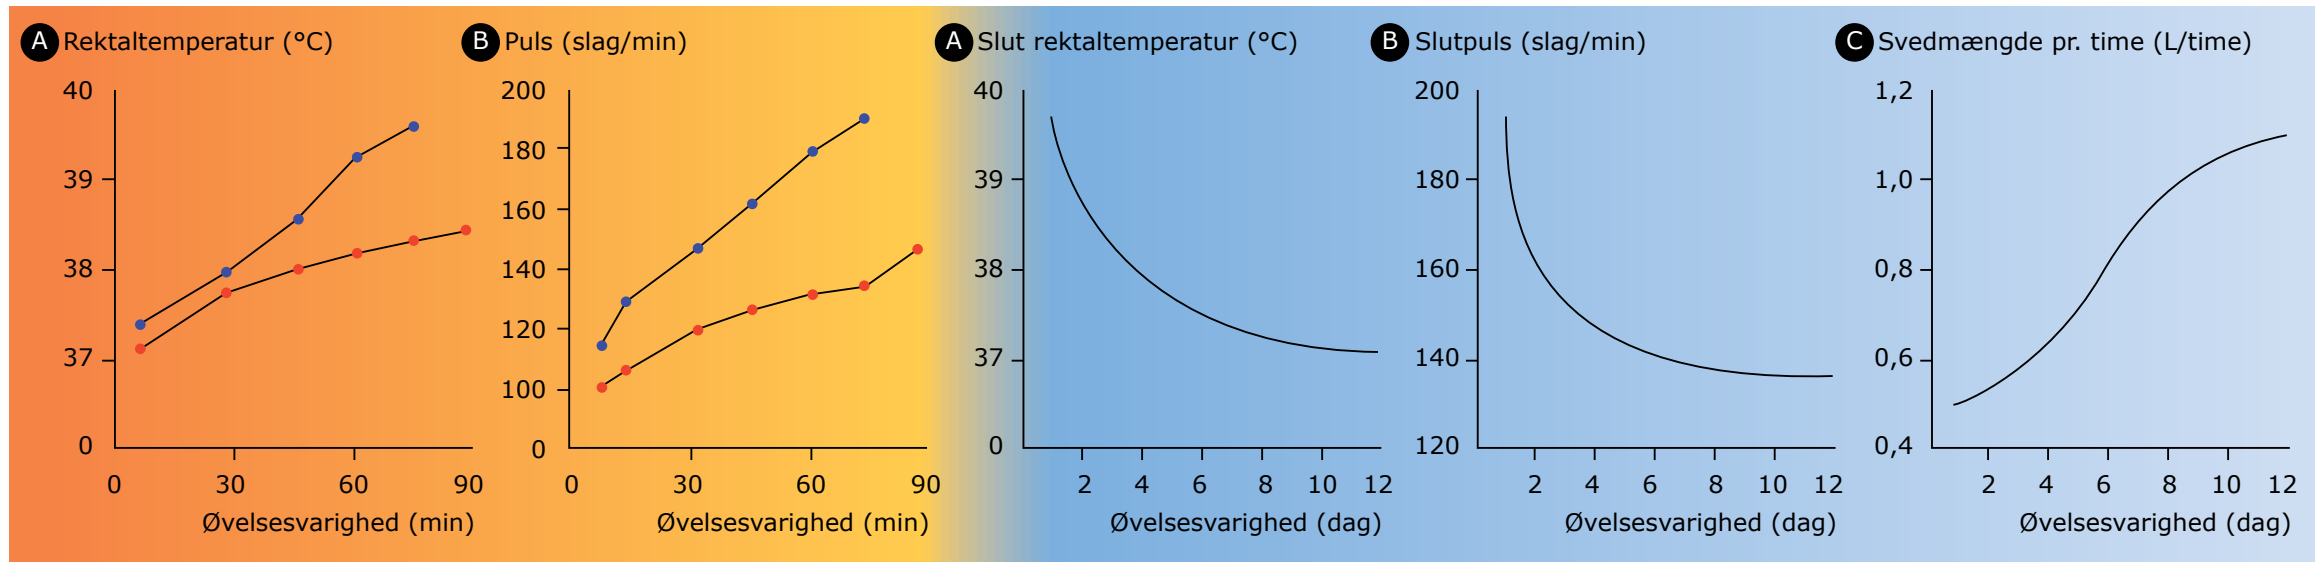 A Rektaltemperatur (°C)
40
39
38
37
0
0 30 60 90
Øvelsesvarighed (min)
B Puls (slag/min)
200
180
160
140
120
100
0
0 30 60 90
Øvelsesvarighed (min)
A Slut rektaltemperatur (°C)
40
39
38
37
0
2 4 6 8 10 12
Øvelsesvarighed (dag)
B Slutpuls (slag/min)
200
180
160
140
120
2 4 6 8 10 12
Øvelsesvarighed (dag)
C Svedmængde pr. time (L/time)
1,2
1,0
0,8
0,6
0,4
2 4 6 8 10 12
Øvelsesvarighed (dag)